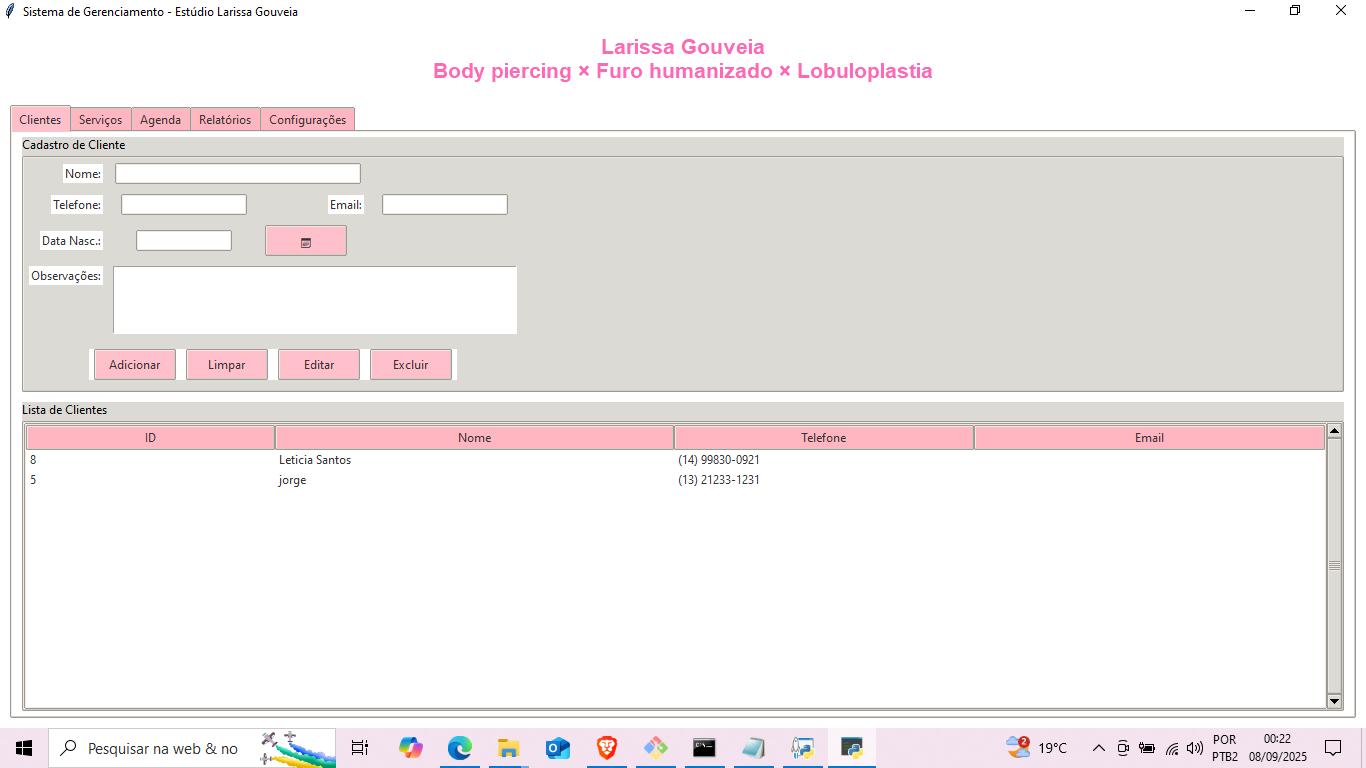 Sistema de Gerenciamento - Estúdio Larissa Gouveia
Larissa Gouveia
Body piercing × Furo humanizado × Lobuloplastia
Clientes Serviços Agenda Relatórios Configurações
Cadastro de Cliente
Nome:
Telefone: Email:
Data Nasc.:
Observações:
Adicionar Limpar Editar Excluir
Lista de Clientes
ID Nome Telefone Email
8 Leticia Santos (14) 99830-0921
5 jorge (13) 21233-1231
Pesquisar na web & no 2 19°C POR 00:22
PTB2 08/09/2025